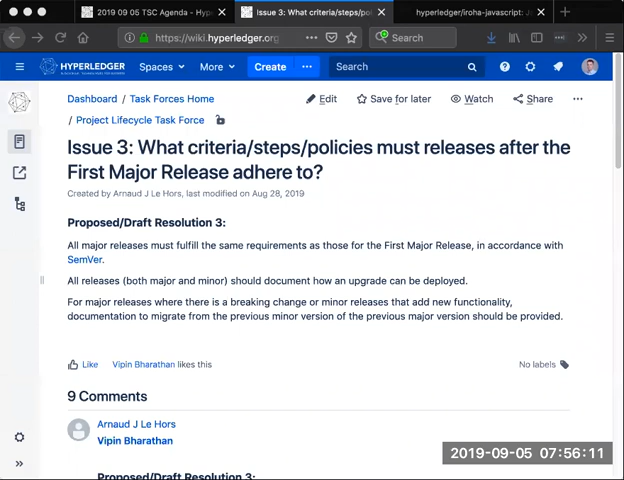 2019 09 05 TSC Agenda - Hyp
Issue 3: What criteria/steps/pol
hyperledger/iroha-javascript: J
https://wiki.hyperledger.org
Search
HYPERLEDGER
Spaces
More
Create
Search
Dashboard / Task Forces Home
Edit
Save for later
Watch
Share
/ Project Lifecycle Task Force
Issue 3: What criteria/steps/policies must releases after the
First Major Release adhere to?
Created by Arnaud J Le Hors, last modified on Aug 28, 2019
Proposed/Draft Resolution 3:
All major releases must fulfill the same requirements as those for the First Major Release, in accordance with
SemVer.
All releases (both major and minor) should document how an upgrade can be deployed.
For major releases where there is a breaking change or minor releases that add new functionality,
documentation to migrate from the previous minor version of the previous major version should be provided.
Like
Vipin Bharathan likes this
No labels
9 Comments
Arnaud J Le Hors
Vipin Bharathan
2019-09-05 07:56:11
Proposed/Draft Resolution 3: